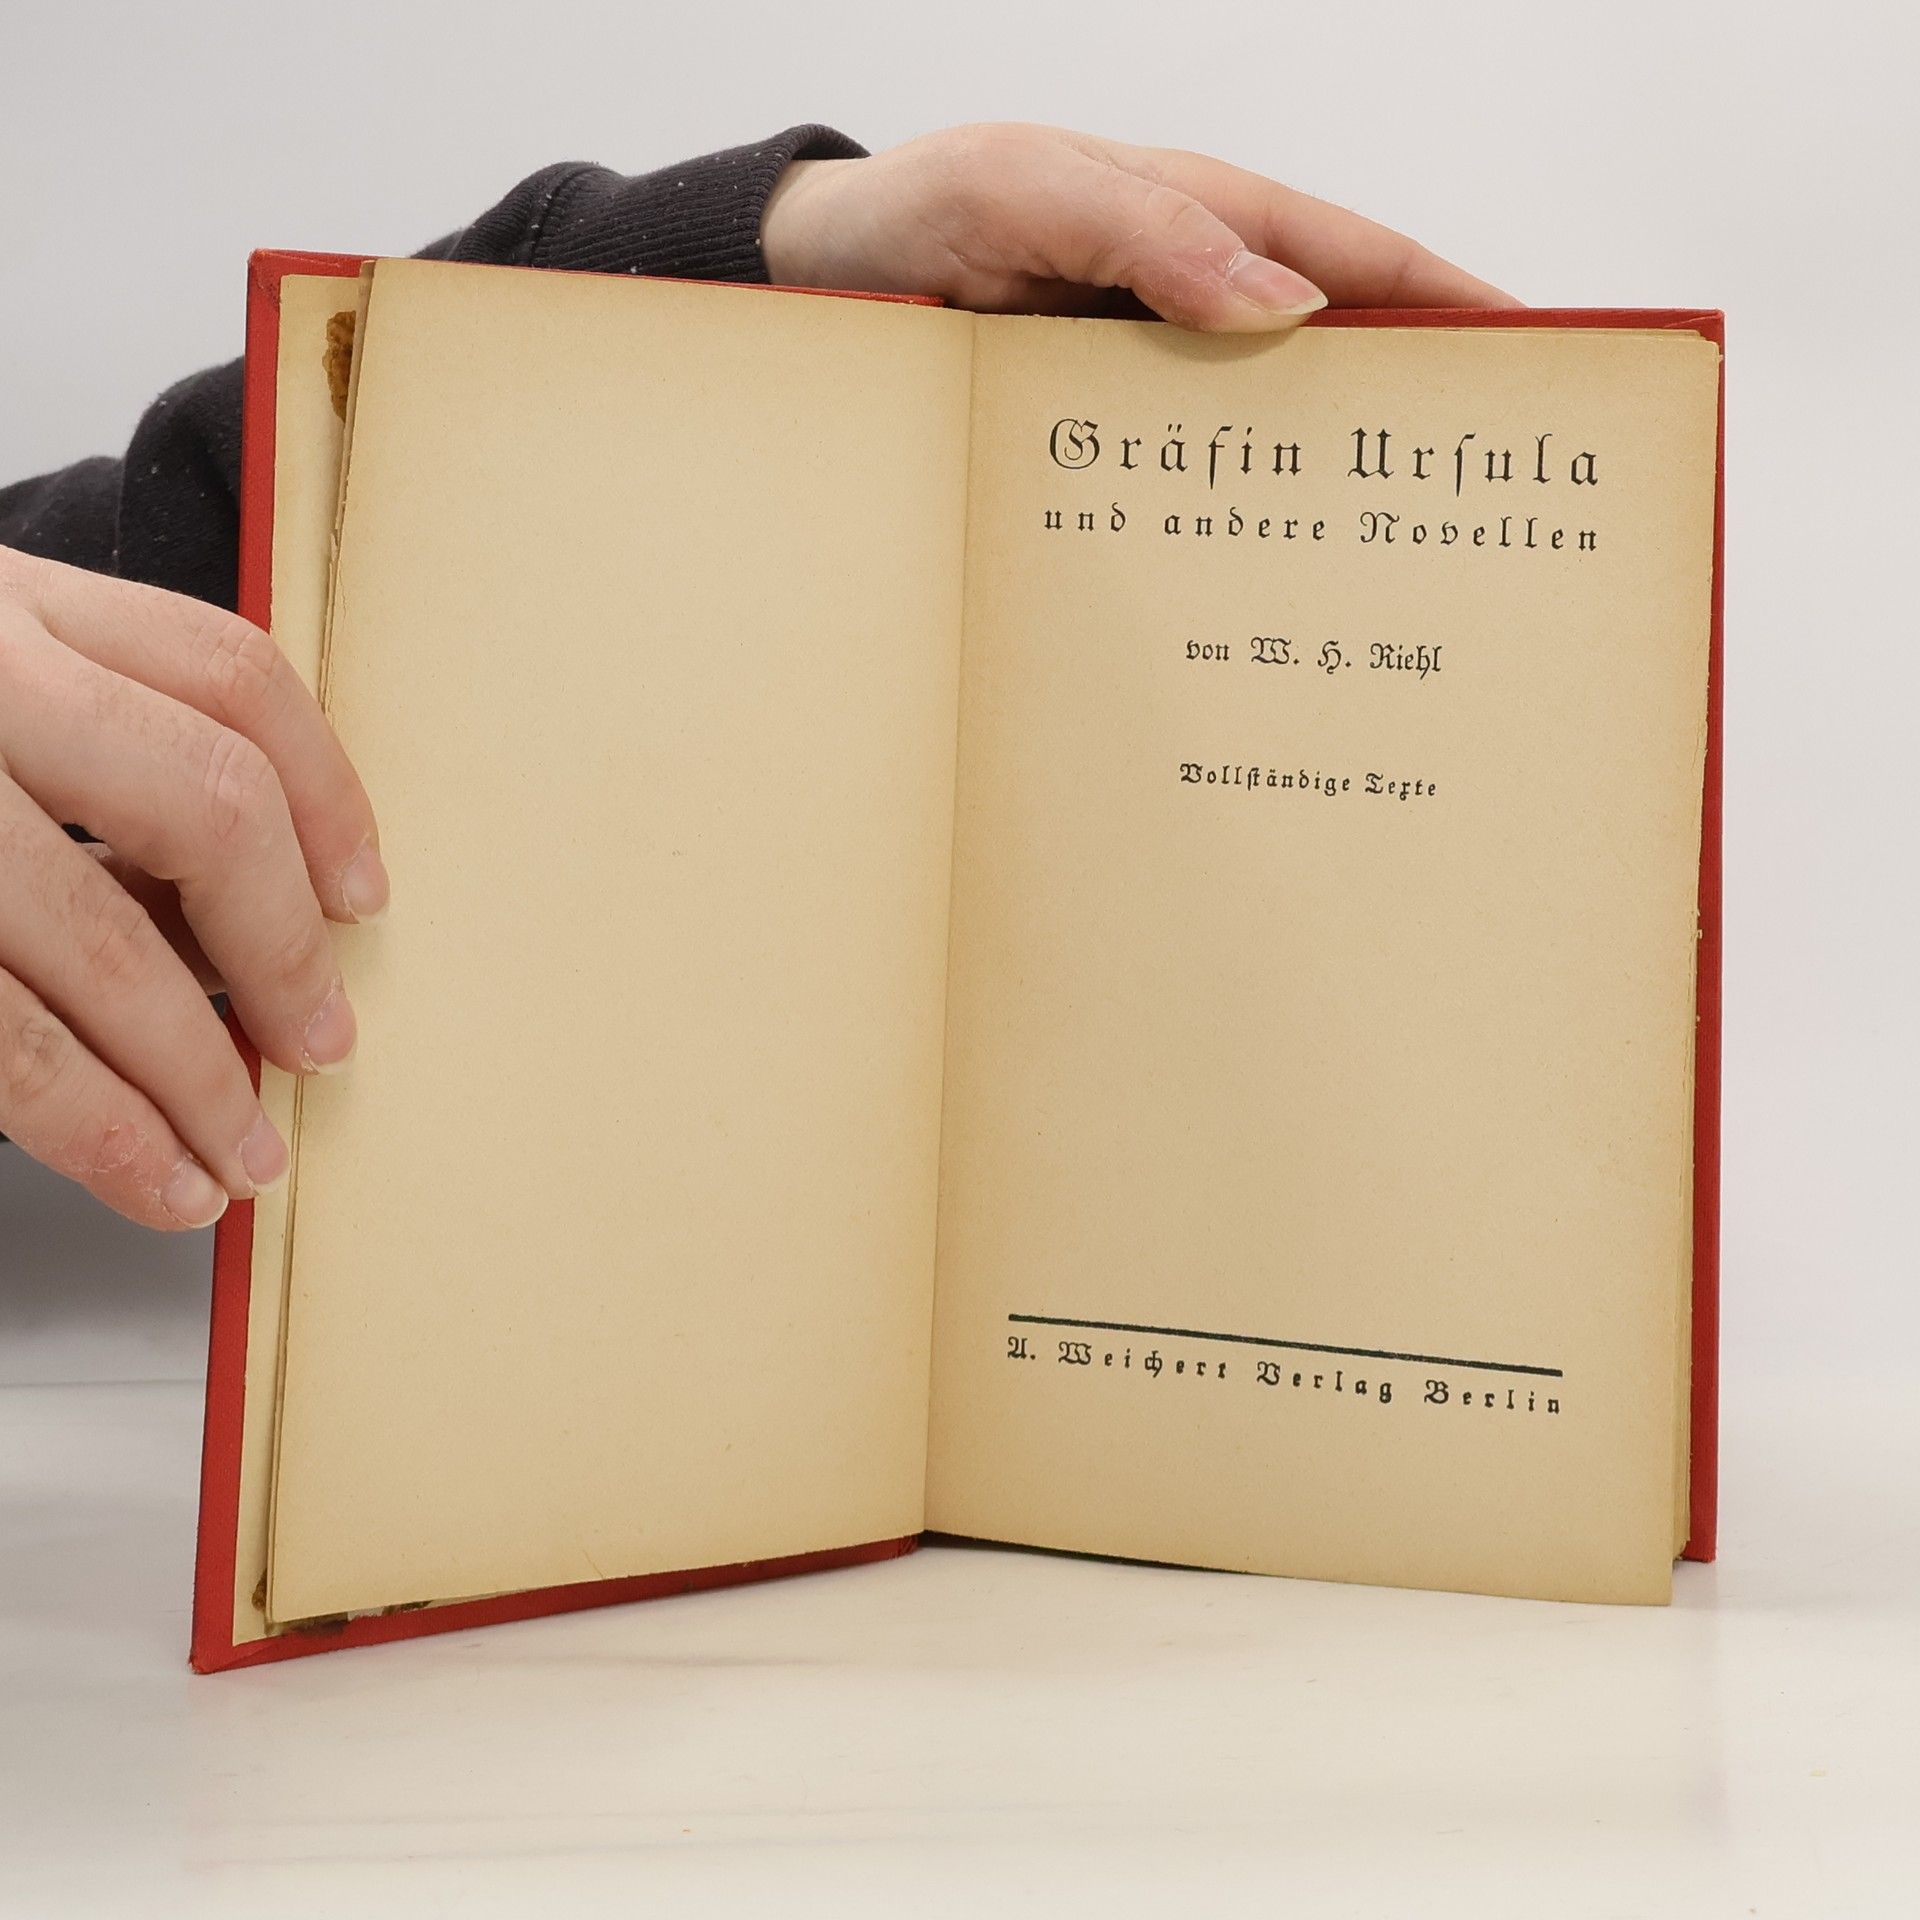 Gräfin Urſula
und andere Novellen
von W. H. Riehl
Vollſtändige Texte
A. Weichert Verlag Berlin